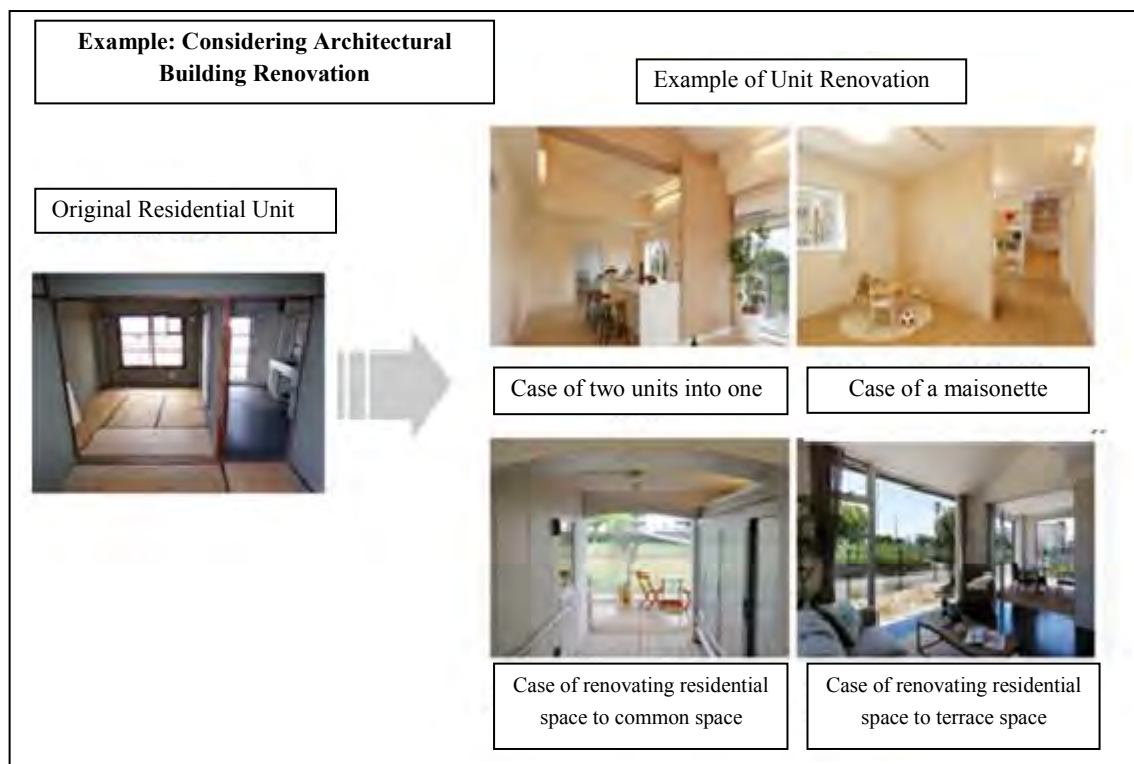 Example: Considering Architectural
Building Renovation
Example of Unit Renovation
Original Residential Unit
Case of two units into one
Case of a maisonette
Case of renovating residential
space to common space
Case of renovating residential
space to terrace space